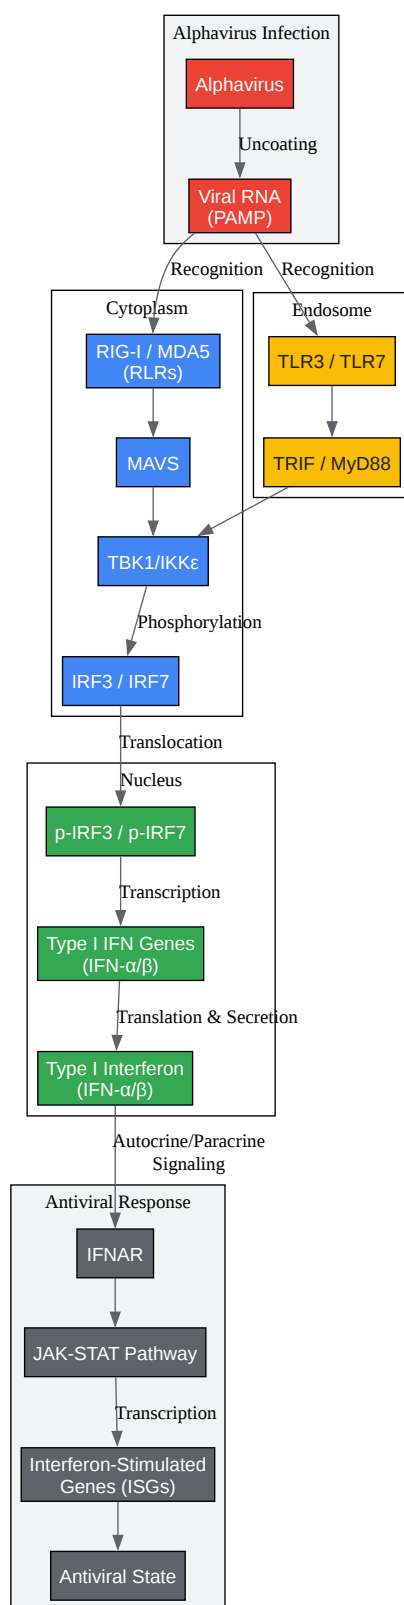 Alphavirus Infection
Alphavirus
Uncoating
Viral RNA
(PAMP)
Recognition
Recognition
Cytoplasm
Endosome
RIG-I / MDA5
(RLRs)
TLR3 / TLR7
MAVS
TRIF / MyD88
TBK1/IKKε
Phosphorylation
IRF3 / IRF7
Translocation
Nucleus
p-IRF3 / p-IRF7
Transcription
Type I IFN Genes
(IFN-α/β)
Translation & Secretion
Type I Interferon
(IFN-α/β)
Autocrine/Paracrine
Signaling
Antiviral Response
IFNAR
JAK-STAT Pathway
Transcription
Interferon-Stimulated
Genes (ISGs)
Antiviral State